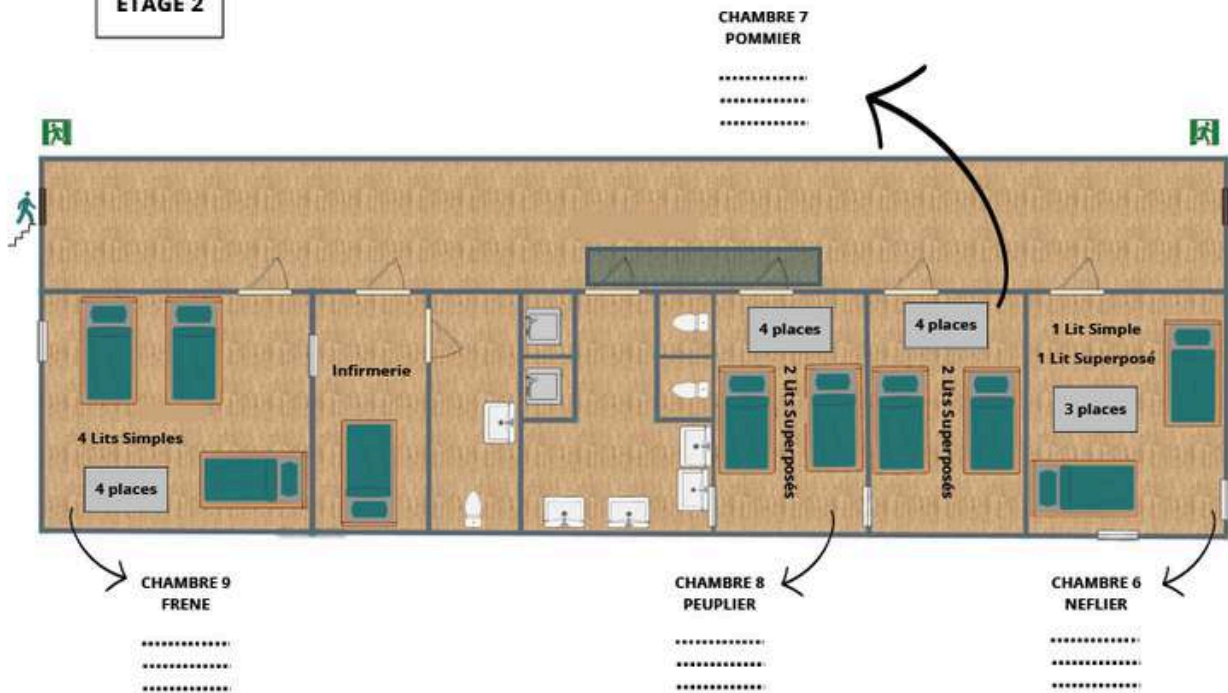 ETAGE 2
CHAMBRE 7
POMMIER
4 places
4 places
1 Lit Simple
1 Lit Superposé
3 places
Infirmerie
2 Lits Superposés
2 Lits Superposés
4 Lits Simples
4 places
CHAMBRE 9
FRENE
CHAMBRE 8
PEUPLIER
CHAMBRE 6
NEFLIER